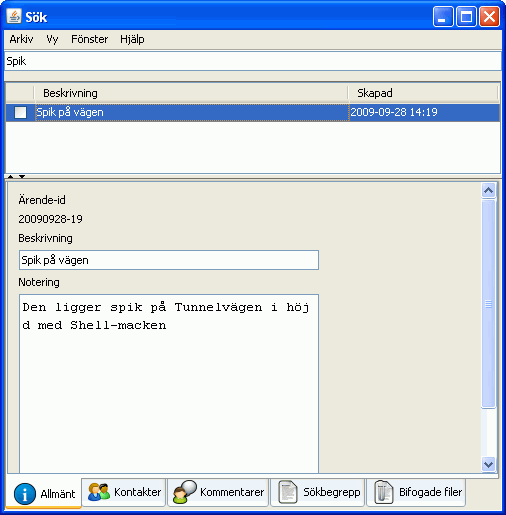 Sök
Arkiv Vy Fönster Hjälp
Spik
Beskrivning Skapad
Spik på vägen 2009-09-28 14:19
Ärende-id
20090928-19
Beskrivning
Spik på vägen
Notering
Den ligger spik på Tunnelvägen i höj
d med Shell-macken
Allmänt Kontakter Kommentarer Sökbegrepp Bifogade filer